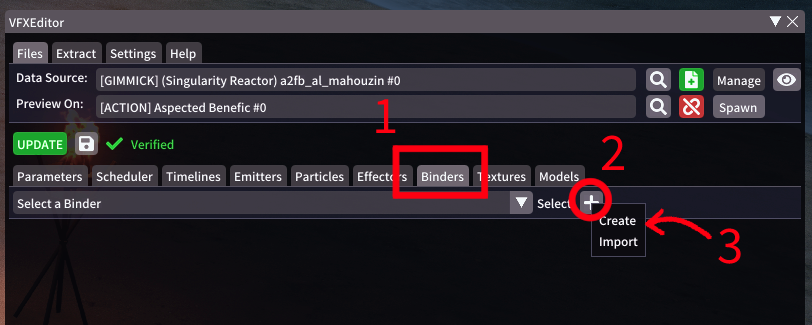 VFXEditor
Files Extract Settings Help
Data Source: [GIMMICK] (Singularity Reactor) a2fb_al_mahouzin #0 Manage
Preview On: [ACTION] Aspected Benefic #0 Spawn
1
UPDATE Verified
2
Parameters Scheduler Timelines Emitters Particles Effectors Binders Textures Models
Select a Binder Select
Create
Import
3